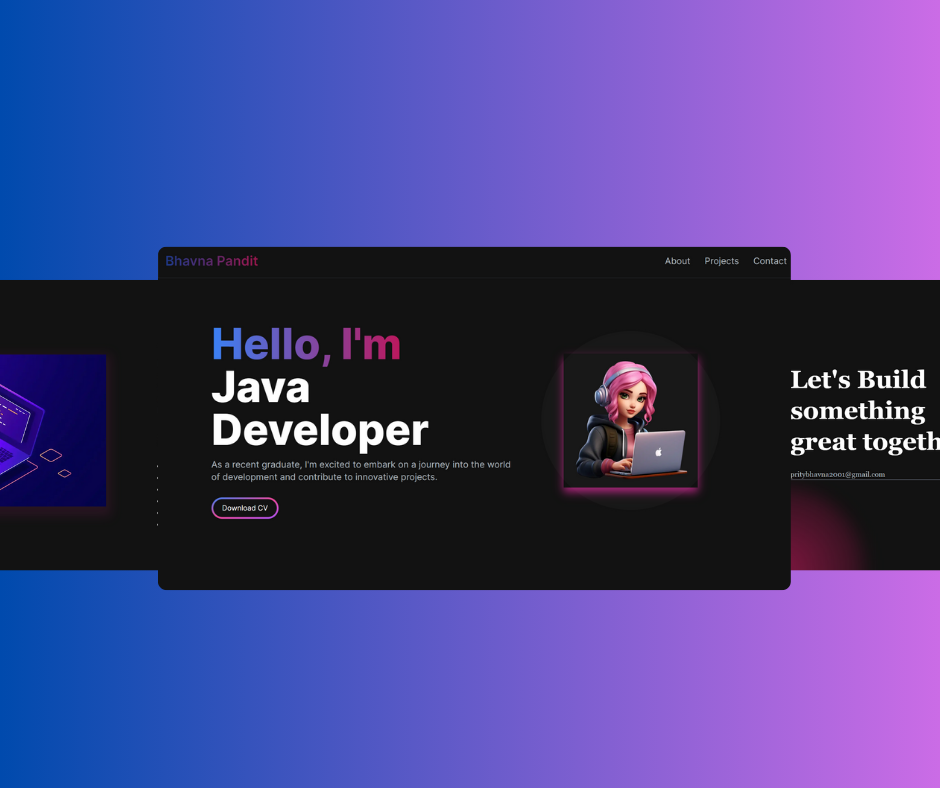 Bhavna Pandit
About Projects Contact
Hello, I'm
Java
Developer
As a recent graduate, I'm excited to embark on a journey into the world
of development and contribute to innovative projects.
Download CV
Let's Build
something
great togeth
pritybhavna2001@gmail.com